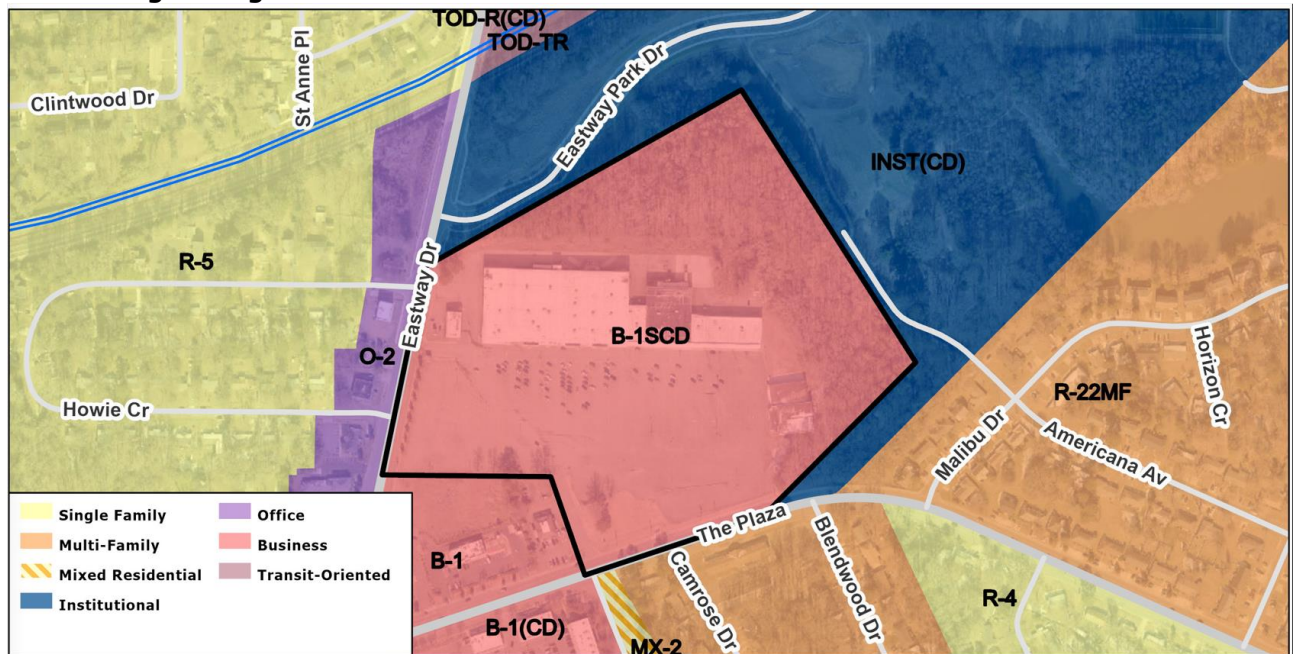 TOD-R(CD)
TOD-TR
Clintwood Dr
St Anne Pl
Eastway Park Dr
INST(CD)
R-5
Eastway Dr
B-1SCD
O-2
Howie Cr
Horizon Cr
R-22MF
Malibu Dr
Americana Av
The Plaza
Blendwood Dr
Camrose Dr
B-1
R-4
B-1(CD)
MX-2
Single Family
Multi-Family
Mixed Residential
Institutional
Office
Business
Transit-Oriented